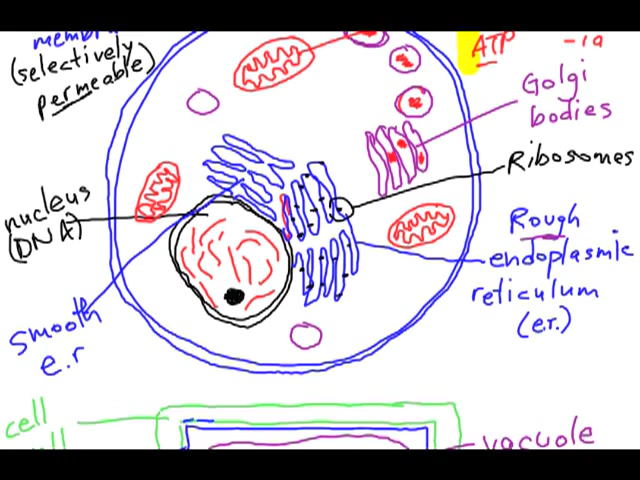 (selectively
permeable)
ATP
Golgi
bodies
Ribosomes
nucleus
(DNA)
Rough
endoplasmic
reticulum
(e.r.)
smooth
e.r
cell
vacuole